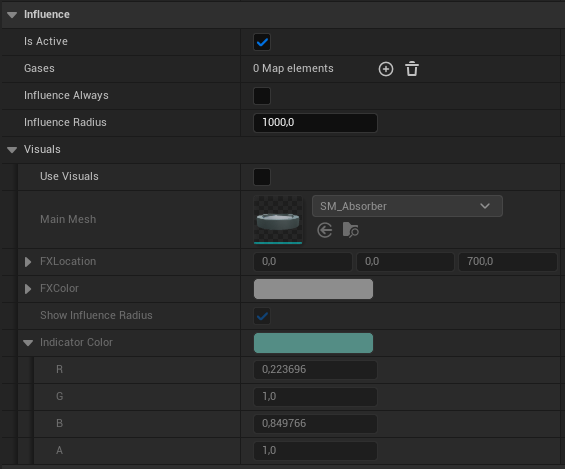 Influence
Is Active
Gases 0 Map elements
Influence Always
Influence Radius 1000,0
Visuals
Use Visuals
Main Mesh SM_Absorber
FXLocation 0,0 0,0 700,0
FXColor
Show Influence Radius
Indicator Color
R 0,223696
G 1,0
B 0,849766
A 1,0